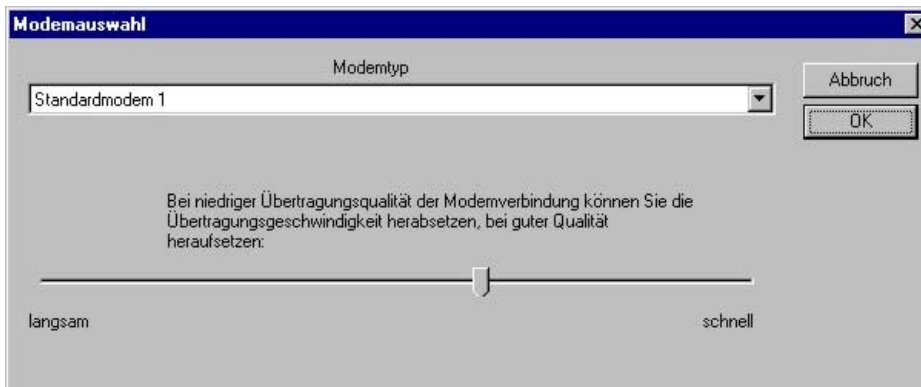 Modemauswahl
Modemtyp
Standardmodem 1
Abbruch
OK
Bei niedriger Übertragungsqualität der Modemverbindung können Sie die
Übertragungsgeschwindigkeit herabsetzen, bei guter Qualität
heraufsetzen:
langsam
schnell